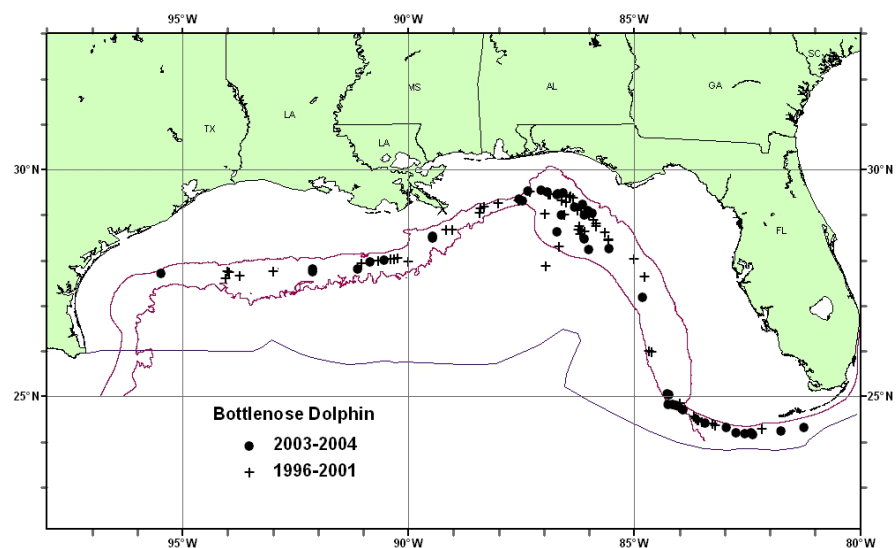 95°W 90°W 85°W 80°W
SC
MS AL GA
LA
TX
LA
30°N 30°N
FL
25°N 25°N
Bottlenose Dolphin
2003-2004
1996-2001
95°W 90°W 85°W 80°W